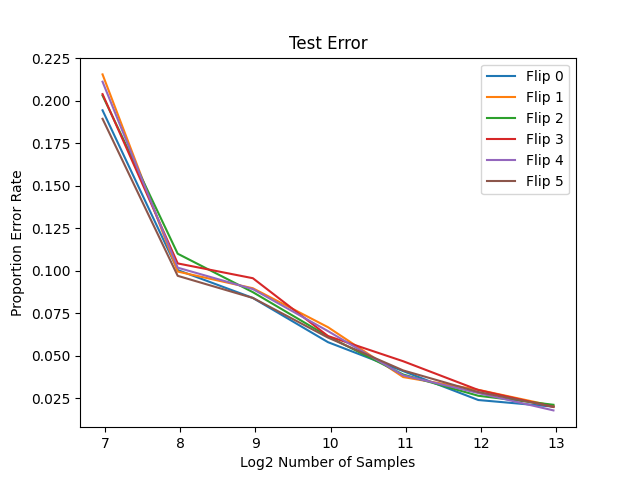 Test Error
Proportion Error Rate
0.225
0.200
0.175
0.150
0.125
0.100
0.075
0.050
0.025
Flip 0
Flip 1
Flip 2
Flip 3
Flip 4
Flip 5
7 8 9 10 11 12 13
Log2 Number of Samples